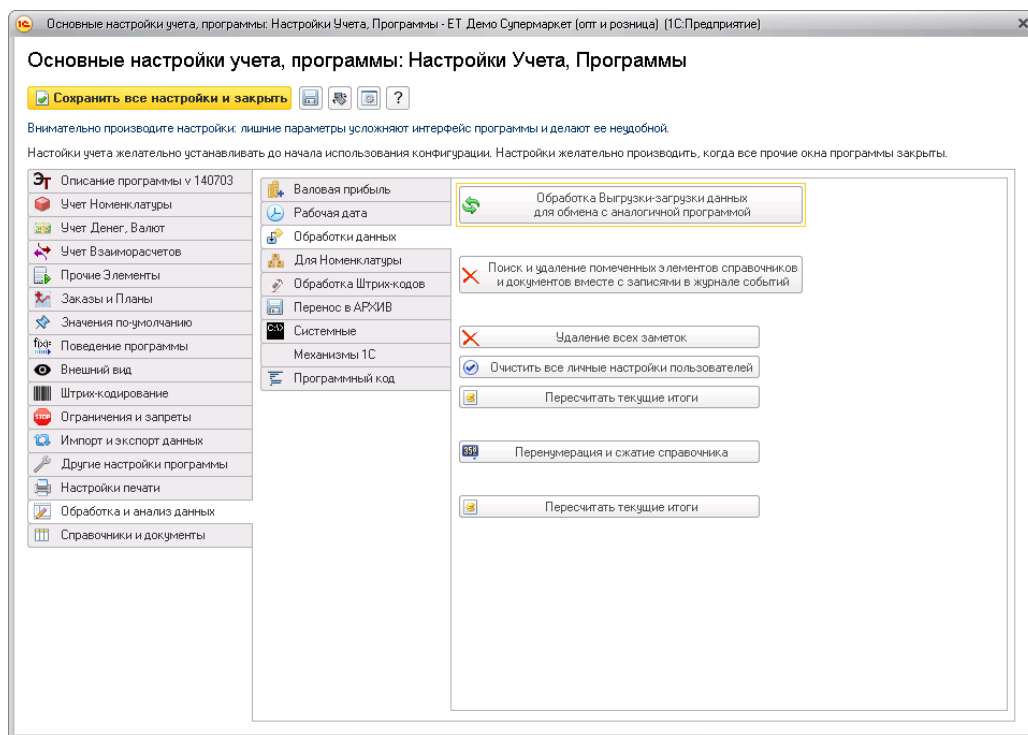 Основные настройки учета, программы: Настройки Учета, Программы - ЕТ Демо Супермаркет (опт и розница) (1С:Предприятие)
Основные настройки учета, программы: Настройки Учета, Программы
Сохранить все настройки и закрыть
?
Внимательно производите настройки: лишние параметры усложняют интерфейс программы и делают ее неудобной.
Настойки учета желательно устанавливать до начала использования конфигурации. Настройки желательно производить, когда все прочие окна программы закрыты.
Эт Описание программы v 140703
Учет Номенклатуры
Учет Денег, Валют
Учет Взаиморасчетов
Прочие Элементы
Заказы и Планы
Значения по-умолчанию
Поведение программы
Внешний вид
Штрих-кодирование
STOP Ограничения и запреты
Импорт и экспорт данных
Другие настройки программы
Настройки печати
Обработка и анализ данных
Справочники и документы
Валовая прибыль
Рабочая дата
Обработки данных
Для Номенклатуры
Обработка Штрих-кодов
Перенос в АРХИВ
C:\> Системные
Механизмы 1С
Программный код
Обработка Выгрузки-загрузки данных
для обмена с аналогичной программой
Поиск и удаление помеченных элементов справочников
и документов вместе с записями в журнале событий
Удаление всех заметок
Очистить все личные настройки пользователей
Пересчитать текущие итоги
359 Перенумерация и сжатие справочника
Пересчитать текущие итоги